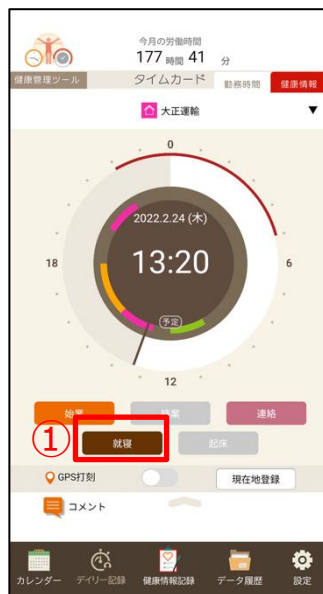 今月の労働時間
177 時間 41 分
健康管理ツール
タイムカード
勤務時間
健康情報
大正運輸
▼
0
2022.2.24 (木)
13:20
18
6
予定
12
始業
終業
連絡
①
就寝
起床
GPS打刻
現在地登録
コメント
カレンダー
デイリー記録
健康情報記録
データ履歴
設定